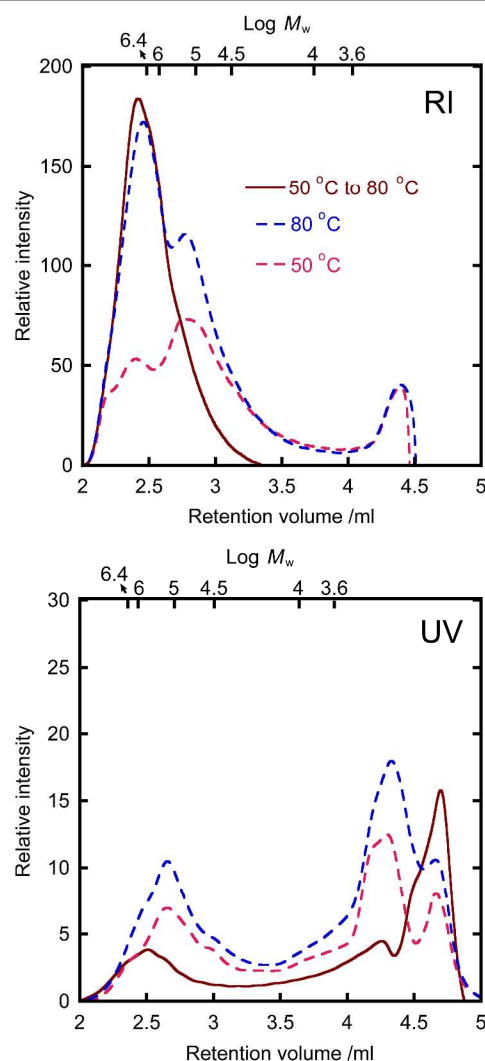 Log Mw
6.4 6 5 4.5 4 3.6
200
RI
150
50 °C to 80 °C
80 °C
100
50 °C
50
0
Relative intensity
2 2.5 3 3.5 4 4.5 5
Retention volume /ml
Log Mw
6.4 6 5 4.5 4 3.6
30
UV
25
20
15
10
5
0
Relative intensity
2 2.5 3 3.5 4 4.5 5
Retention volume /ml